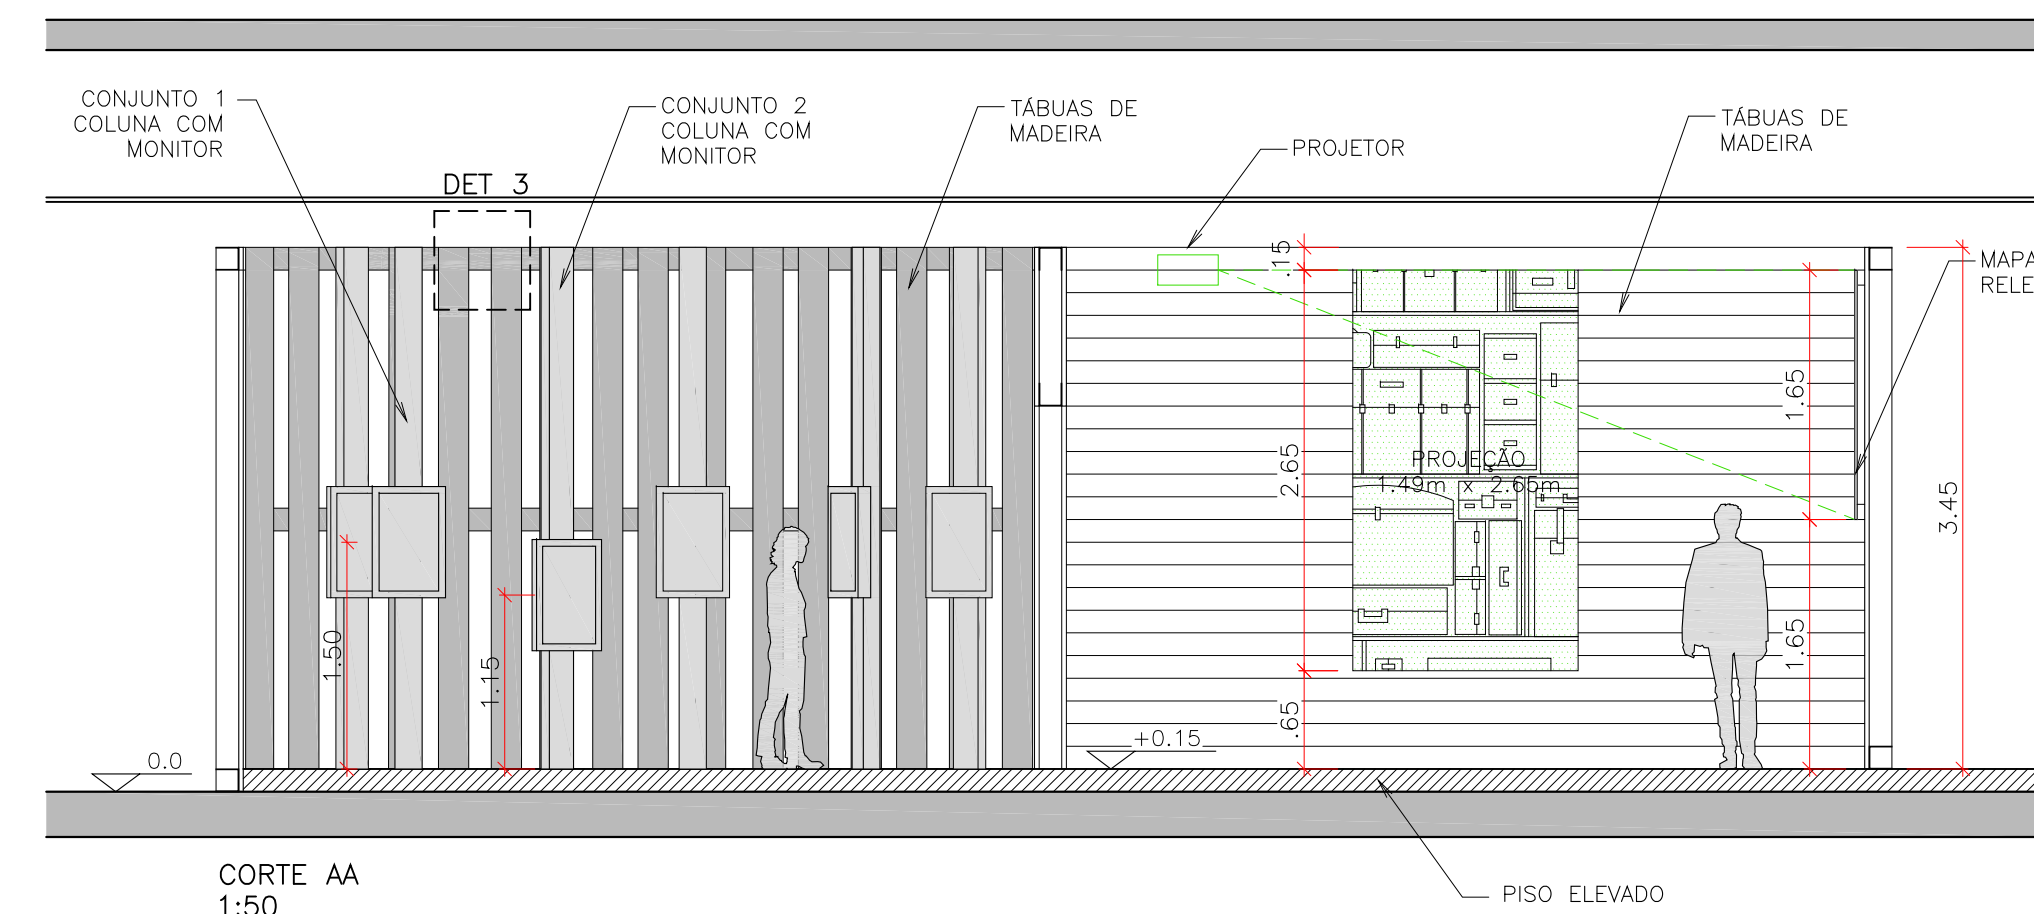 CONJUNTO 1
COLUNA COM
MONITOR
DET 3
CONJUNTO 2
COLUNA COM
MONITOR
TÁBUAS DE
MADEIRA
PROJETOR
TÁBUAS DE
MADEIRA
MAPA
RELE
.15
1.65
2.65
PROJEÇÃO
1.49m x 2.65m
3.45
1.50
1.15
1.65
.65
+0.15
0.0
CORTE AA
1:50
PISO ELEVADO